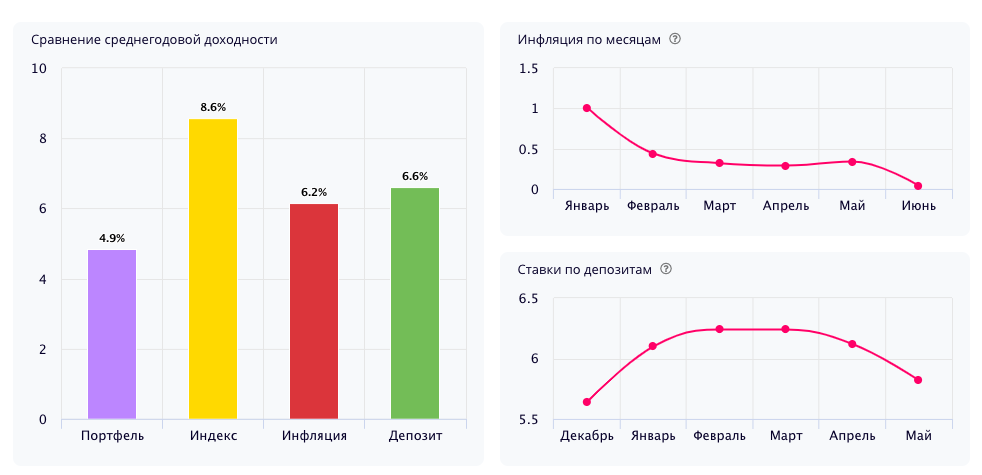 Сравнение среднегодовой доходности
10
8
6
4
2
0
4.9%
8.6%
6.2%
6.6%
Портфель Индекс Инфляция Депозит
Инфляция по месяцам ?
1.5
1
0.5
0
Январь Февраль Март Апрель Май Июнь
Ставки по депозитам ?
6.5
6
5.5
Декабрь Январь Февраль Март Апрель Май